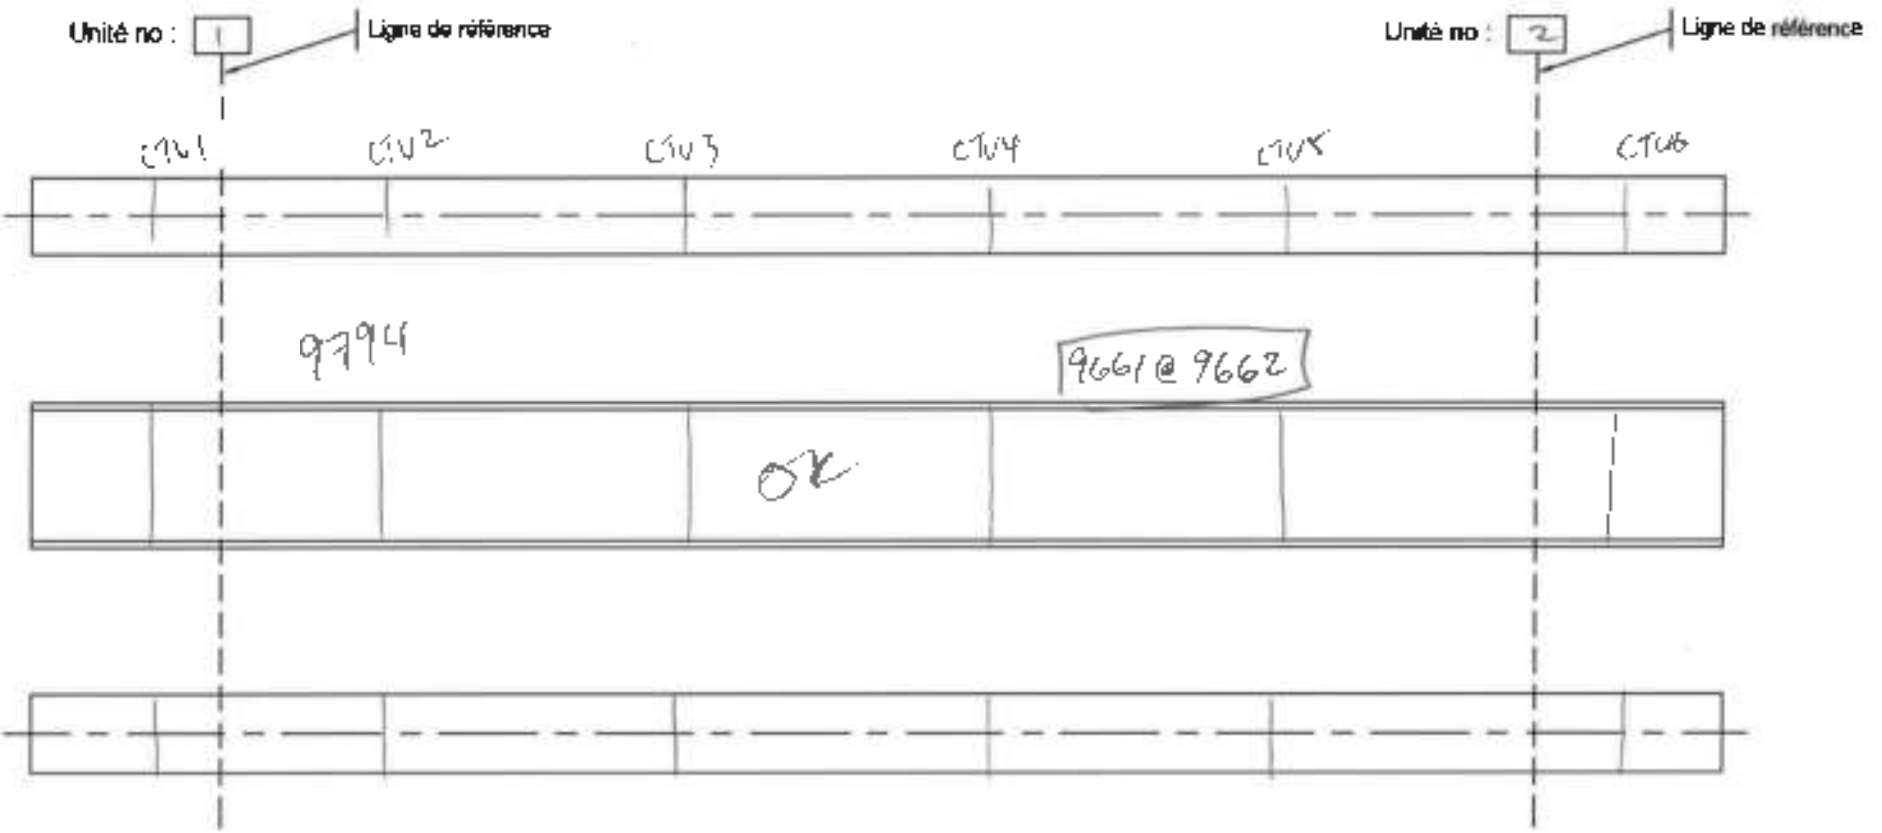 Unité no : 1 Ligne de référence
Unité no : 2 Ligne de référence
CTV1 CTV2 CTV3 CTV4 CTV5 CTV6
9794
9661@ 9662
OK